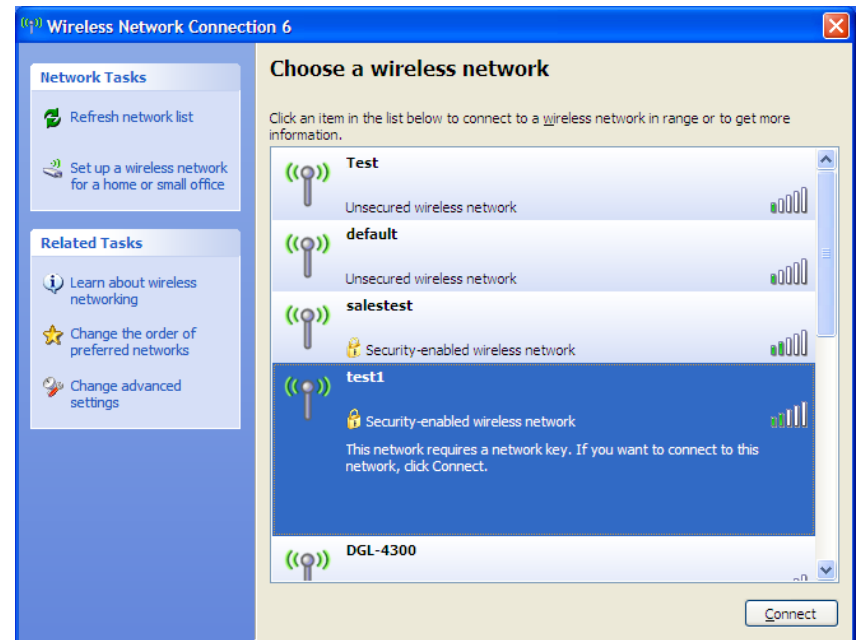 Wireless Network Connection 6
Network Tasks
Refresh network list
Set up a wireless network
for a home or small office
Related Tasks
Learn about wireless
networking
Change the order of
preferred networks
Change advanced
settings
Choose a wireless network
Click an item in the list below to connect to a wireless network in range or to get more
information.
Test
Unsecured wireless network
default
Unsecured wireless network
salestest
Security-enabled wireless network
test1
Security-enabled wireless network
This network requires a network key. If you want to connect to this
network, click Connect.
DGL-4300
Connect